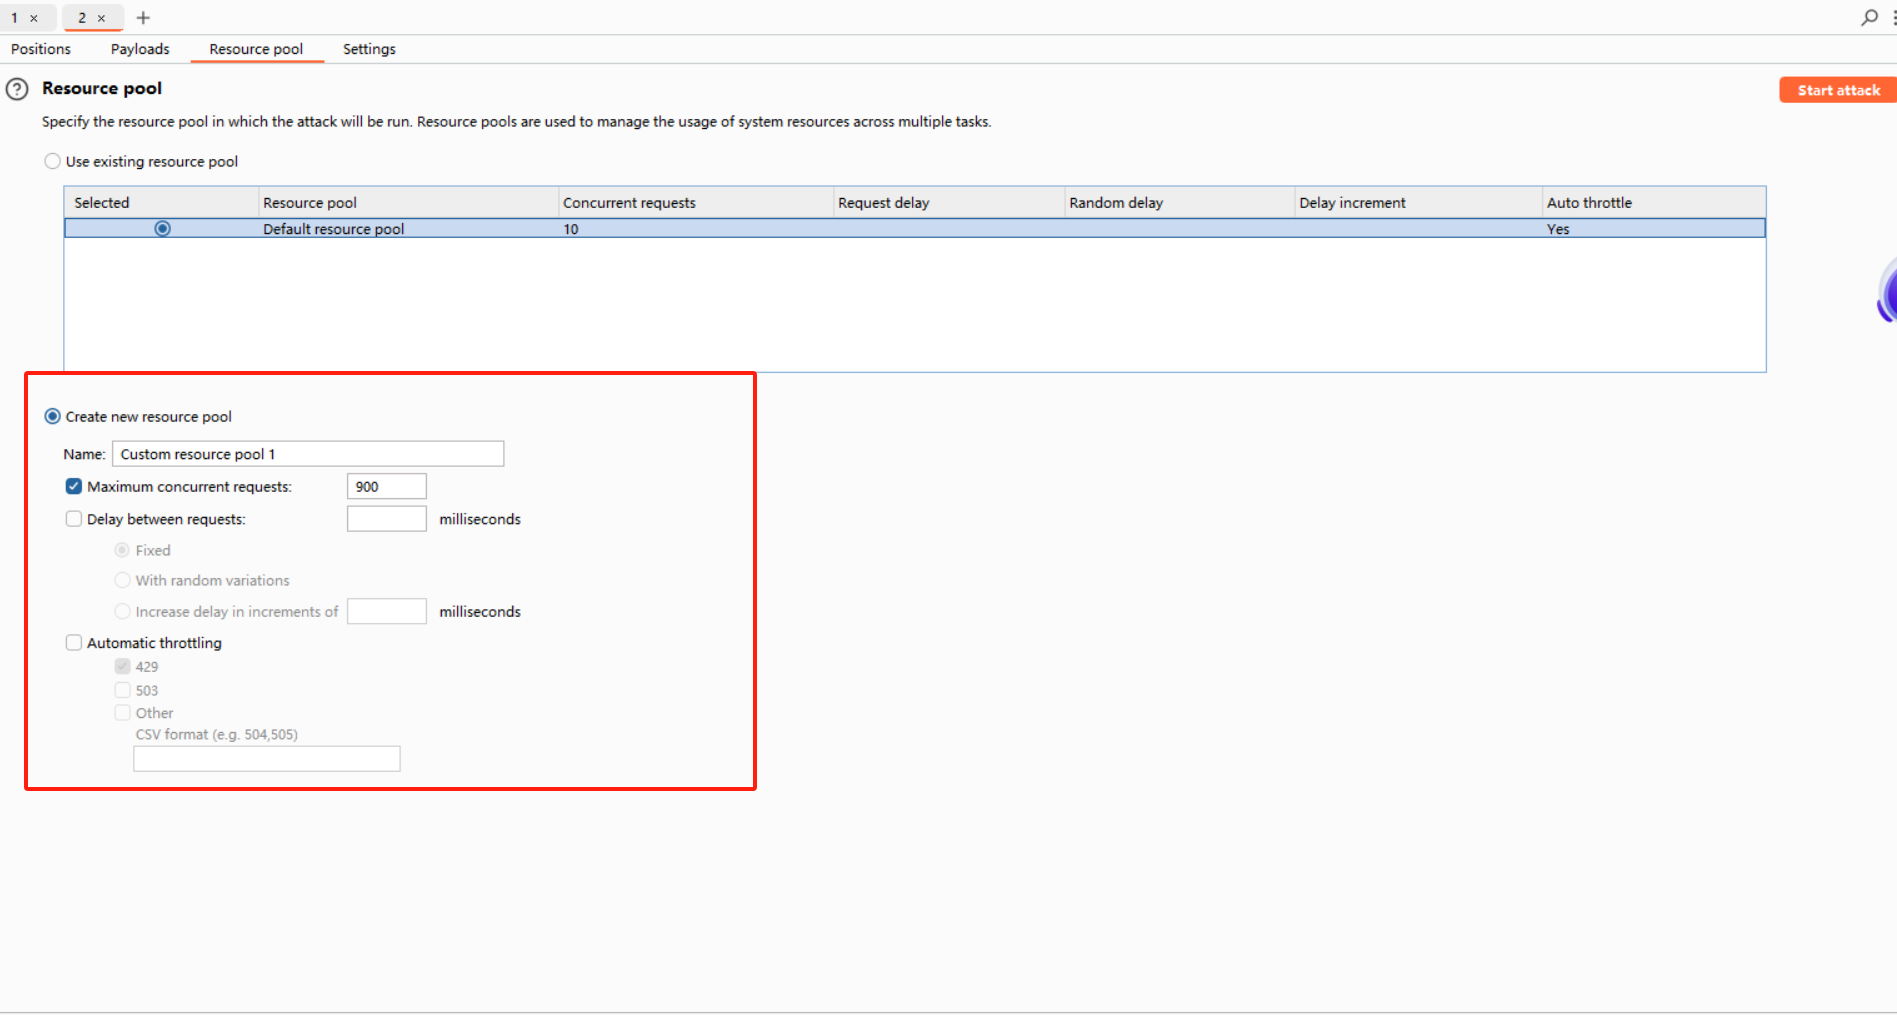 1 × 2 × +
Positions Payloads Resource pool Settings
? Resource pool
Start attack
Specify the resource pool in which the attack will be run. Resource pools are used to manage the usage of system resources across multiple tasks.
Use existing resource pool
Selected Resource pool Concurrent requests Request delay Random delay Delay increment Auto throttle
Default resource pool 10 Yes
Create new resource pool
Name: Custom resource pool 1
Maximum concurrent requests: 900
Delay between requests: milliseconds
Fixed
With random variations
Increase delay in increments of milliseconds
Automatic throttling
429
503
Other
CSV format (e.g. 504,505)